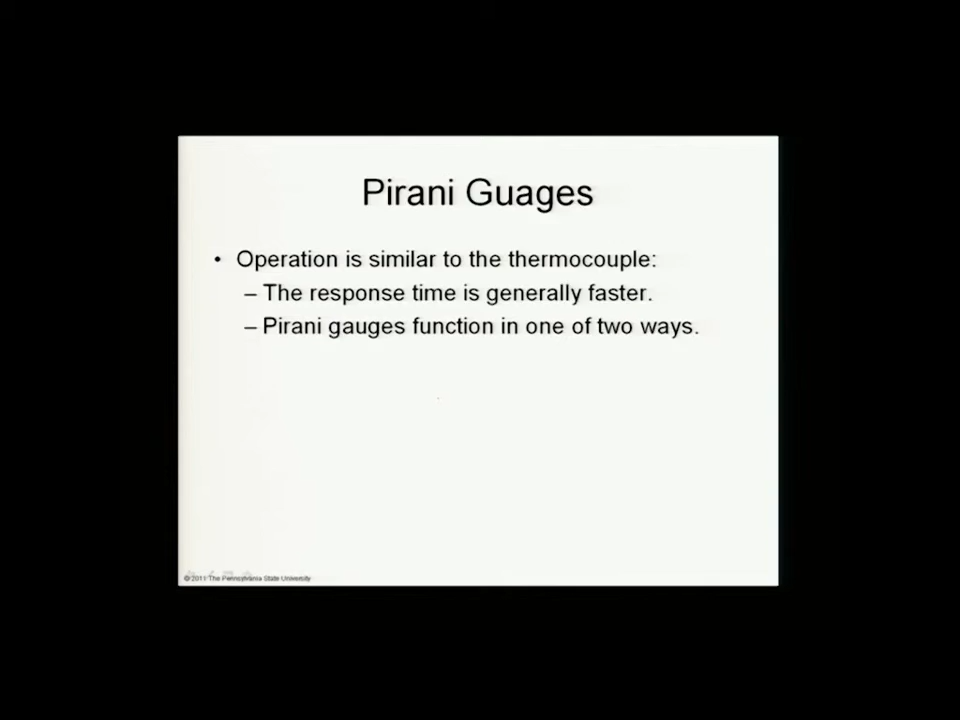 Pirani Guages
• Operation is similar to the thermocouple:
– The response time is generally faster.
– Pirani gauges function in one of two ways.
© 2011 The Pennsylvania State University